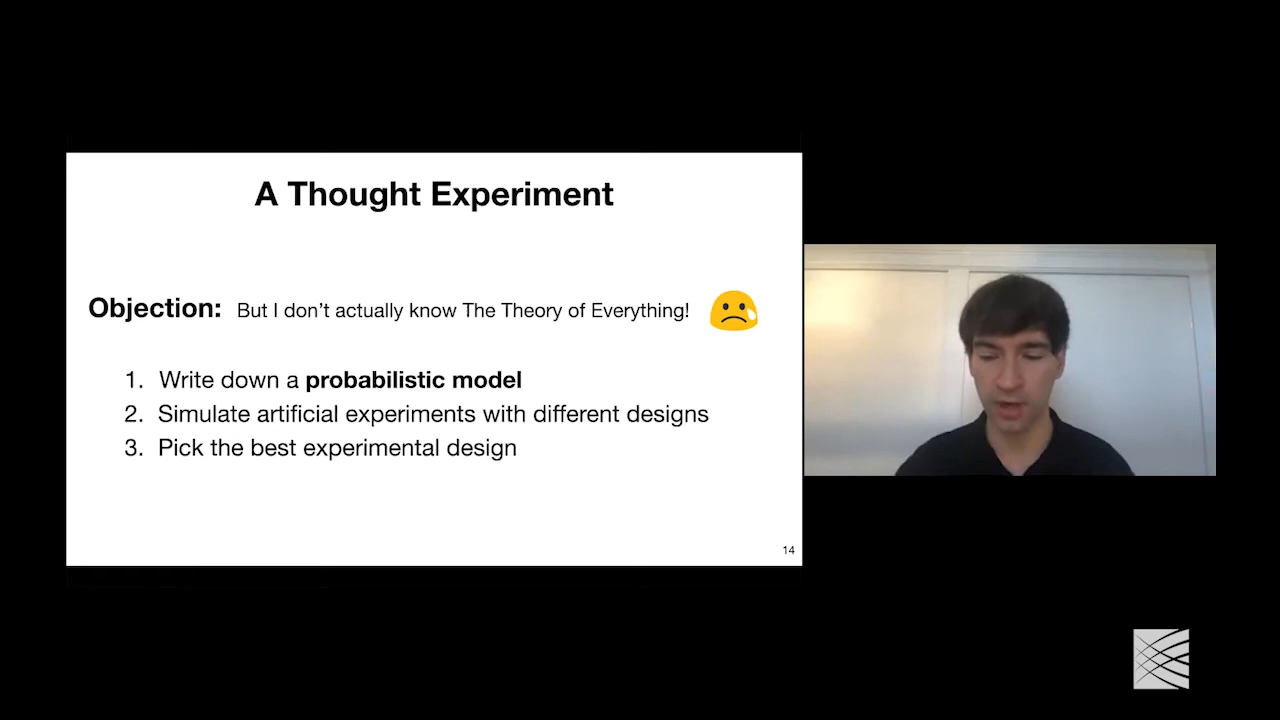 A Thought Experiment
Objection: But I don't actually know The Theory of Everything!
1. Write down a probabilistic model
2. Simulate artificial experiments with different designs
3. Pick the best experimental design
14